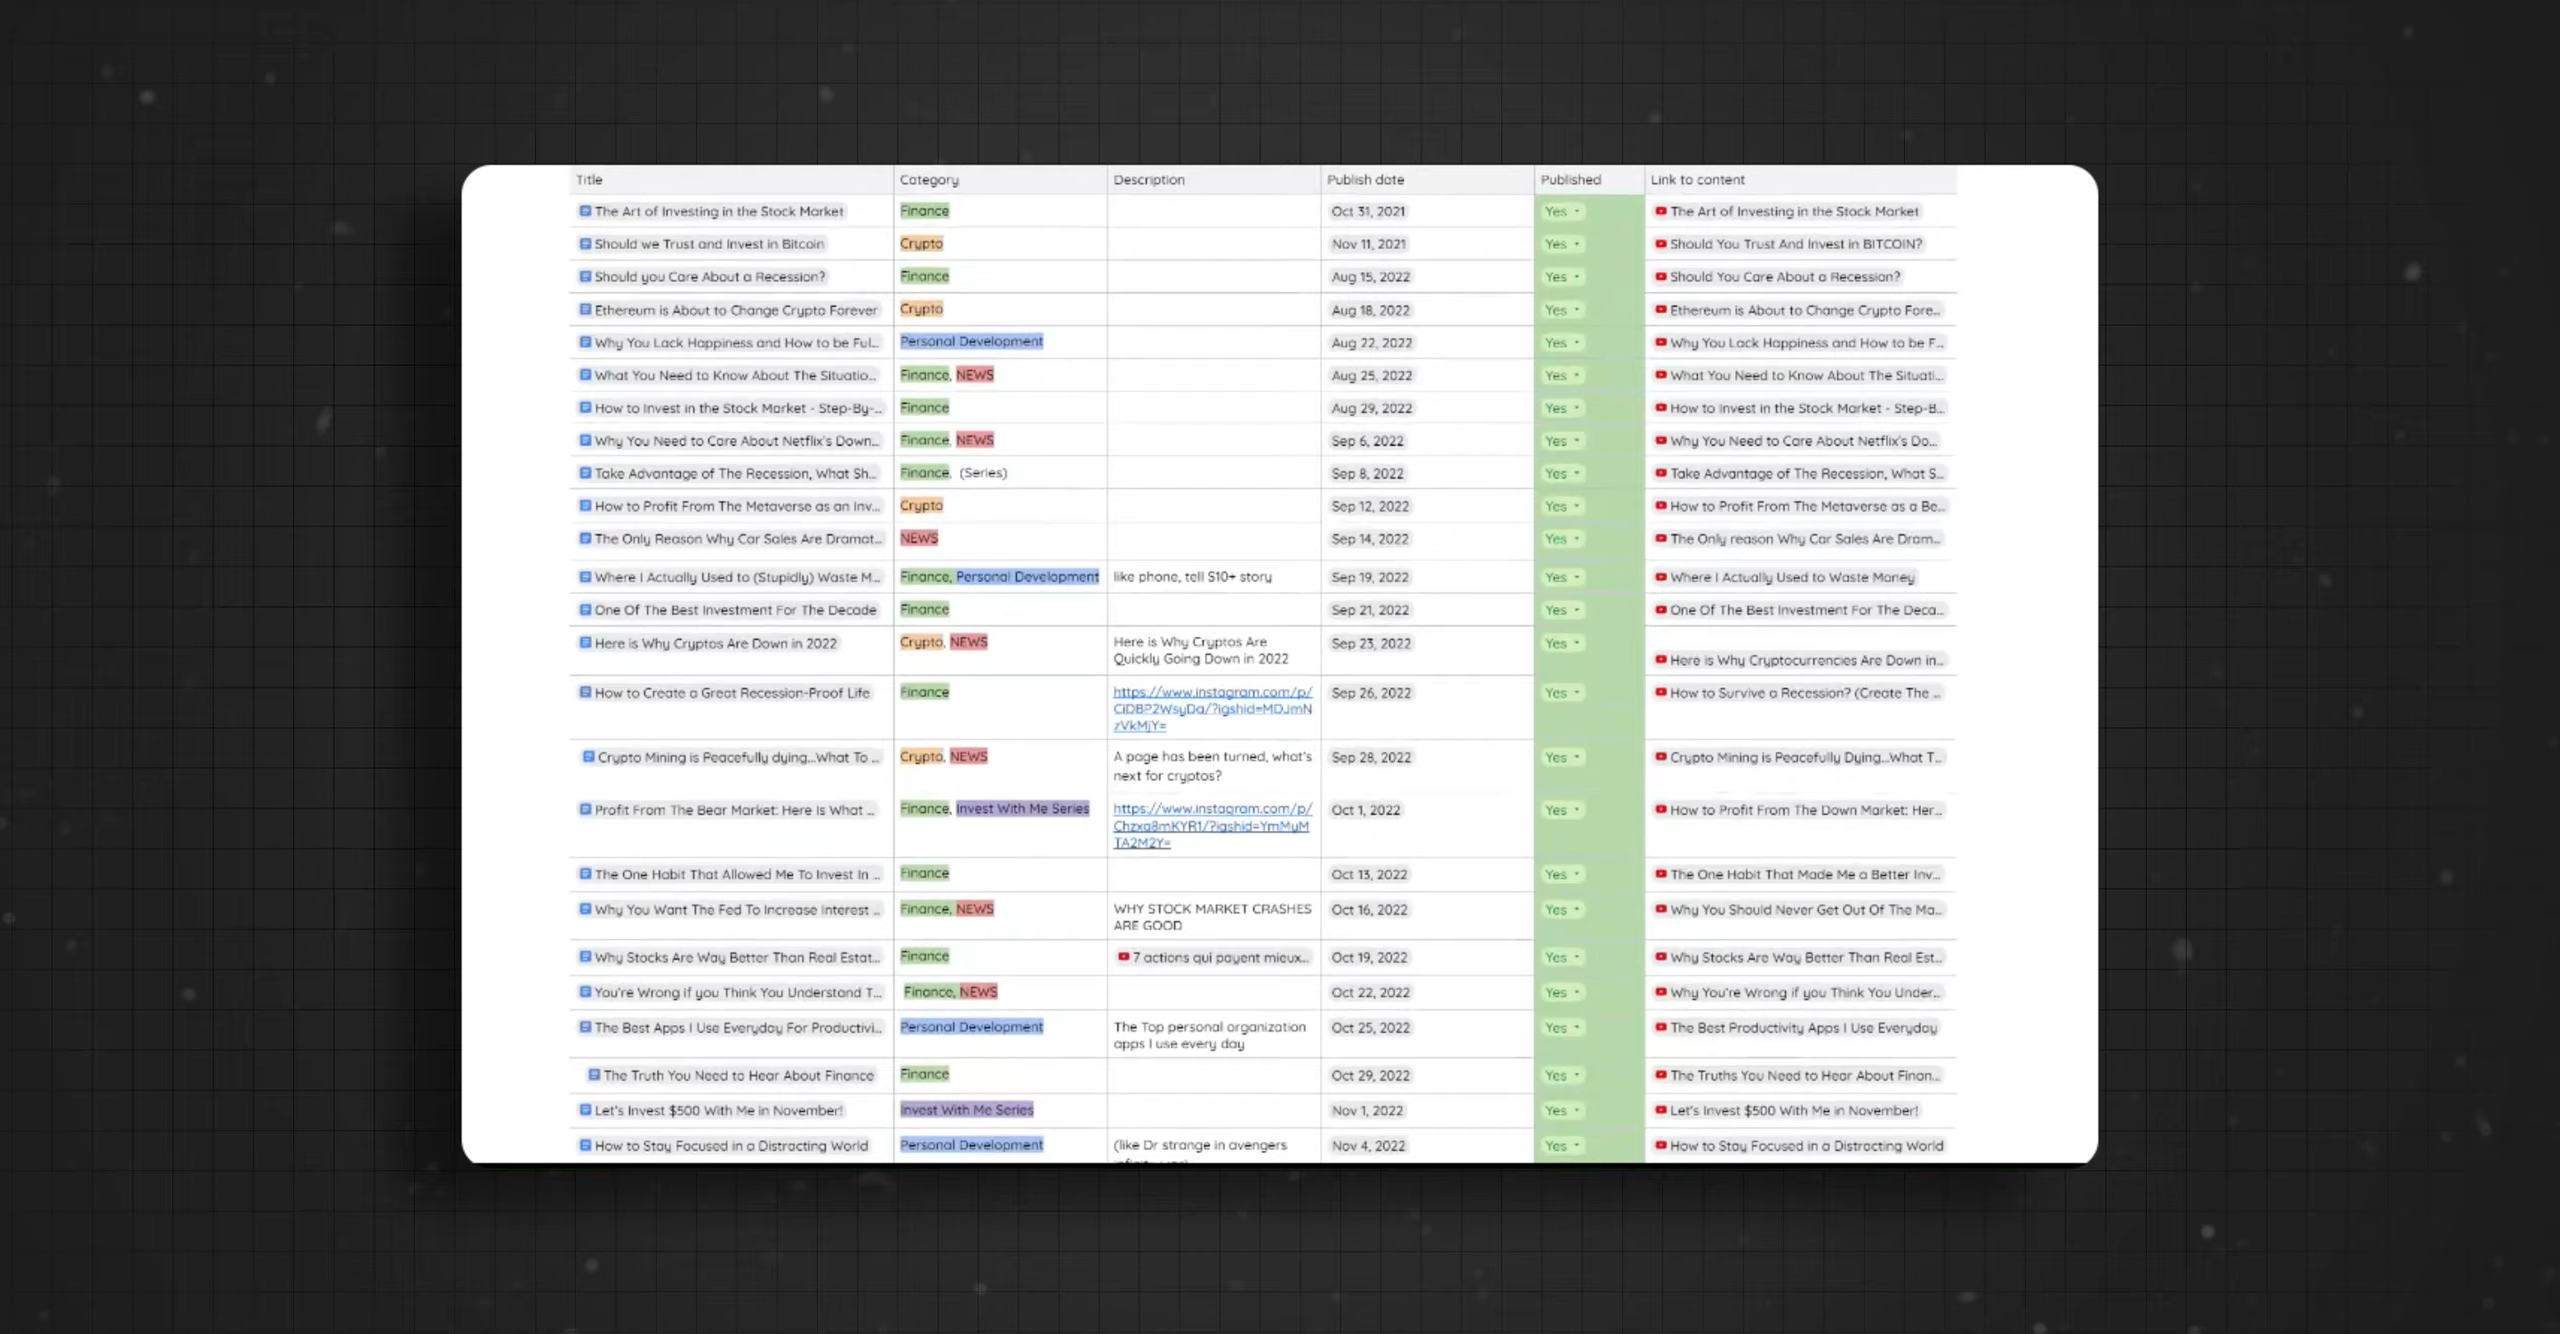 Title Category Description Publish date Published Link to content
The Art of Investing in the Stock Market Finance Oct 31, 2021 Yes The Art of Investing in the Stock Market
Should we Trust and Invest in Bitcoin Crypto Nov 11, 2021 Yes Should You Trust And Invest in BITCOIN?
Should you Care About a Recession? Finance Aug 15, 2022 Yes Should You Care About a Recession?
Ethereum is About to Change Crypto Forever Crypto Aug 18, 2022 Yes Ethereum is About to Change Crypto Fore...
Why You Lack Happiness and How to be Ful... Personal Development Aug 22, 2022 Yes Why You Lack Happiness and How to be F...
What You Need to Know About The Situatio... Finance, NEWS Aug 25, 2022 Yes What You Need to Know About The Situati...
How to Invest in the Stock Market - Step-By-... Finance Aug 29, 2022 Yes How to Invest in the Stock Market - Step-B...
Why You Need to Care About Netflix's Down... Finance, NEWS Sep 6, 2022 Yes Why You Need to Care About Netflix's Do...
Take Advantage of The Recession, What Sh... Finance, (Series) Sep 8, 2022 Yes Take Advantage of The Recession, What S...
How to Profit From The Metaverse as an Inv... Crypto Sep 12, 2022 Yes How to Profit From The Metaverse as a Be...
The Only Reason Why Car Sales Are Dramat... NEWS Sep 14, 2022 Yes The Only reason Why Car Sales Are Dram...
Where I Actually Used to (Stupidly) Waste M... Finance, Personal Development like phone, tell S10+ story Sep 19, 2022 Yes Where I Actually Used to Waste Money
One Of The Best Investment For The Decade Finance Sep 21, 2022 Yes One Of The Best Investment For The Deca...
Here is Why Cryptos Are Down in 2022 Crypto, NEWS Here is Why Cryptos Are Sep 23, 2022 Yes
Quickly Going Down in 2022 Here is Why Cryptocurrencies Are Down in...
How to Create a Great Recession-Proof Life Finance https://www.instagram.com/p/ Sep 26, 2022 Yes How to Survive a Recession? (Create The ...
CiDBP2WsyDa/?igshid=MDJmN
zVkMjY=
Crypto Mining is Peacefully dying...What To ... Crypto, NEWS A page has been turned, what's Sep 28, 2022 Yes Crypto Mining is Peacefully Dying...What T...
next for cryptos?
Profit From The Bear Market: Here Is What ... Finance, Invest With Me Series https://www.instagram.com/p/ Oct 1, 2022 Yes How to Profit From The Down Market: Her...
Chzxq8mKYR1/?igshid=YmMyM
TA2M2Y=
The One Habit That Allowed Me To Invest In ... Finance Oct 13, 2022 Yes The One Habit That Made Me a Better Inv...
Why You Want The Fed To Increase Interest ... Finance, NEWS WHY STOCK MARKET CRASHES Oct 16, 2022 Yes Why You Should Never Get Out Of The Ma...
ARE GOOD
Why Stocks Are Way Better Than Real Estat... Finance 7 actions qui payent mieux... Oct 19, 2022 Yes Why Stocks Are Way Better Than Real Est...
You're Wrong if you Think You Understand T... Finance, NEWS Oct 22, 2022 Yes Why You're Wrong if you Think You Under...
The Best Apps I Use Everyday For Productivi... Personal Development The Top personal organization Oct 25, 2022 Yes The Best Productivity Apps I Use Everyday
apps I use every day
The Truth You Need to Hear About Finance Finance Oct 29, 2022 Yes The Truths You Need to Hear About Finan...
Let's Invest $500 With Me in November! Invest With Me Series Nov 1, 2022 Yes Let's Invest $500 With Me in November!
How to Stay Focused in a Distracting World Personal Development (like Dr strange in avengers Nov 4, 2022 Yes How to Stay Focused in a Distracting World